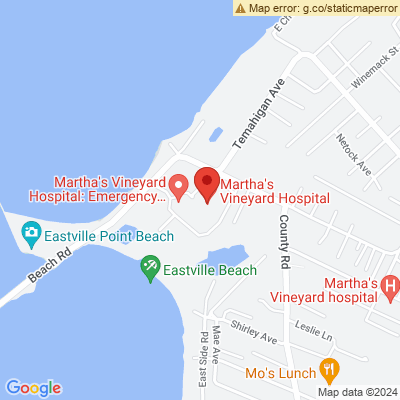 Map error: g.co/staticmaperror
E Ch
Winemack St
Temahigan Ave
Netock Ave
Martha's Vineyard
Hospital: Emergency...
Martha's
Vineyard Hospital
Eastville Point Beach
County Rd
Beach Rd
Eastville Beach
Martha's
Vineyard hospital
H
Leslie Ln
Shirley Ave
Mae Ave
East Side Rd
Mo's Lunch
Google
Map data ©2024